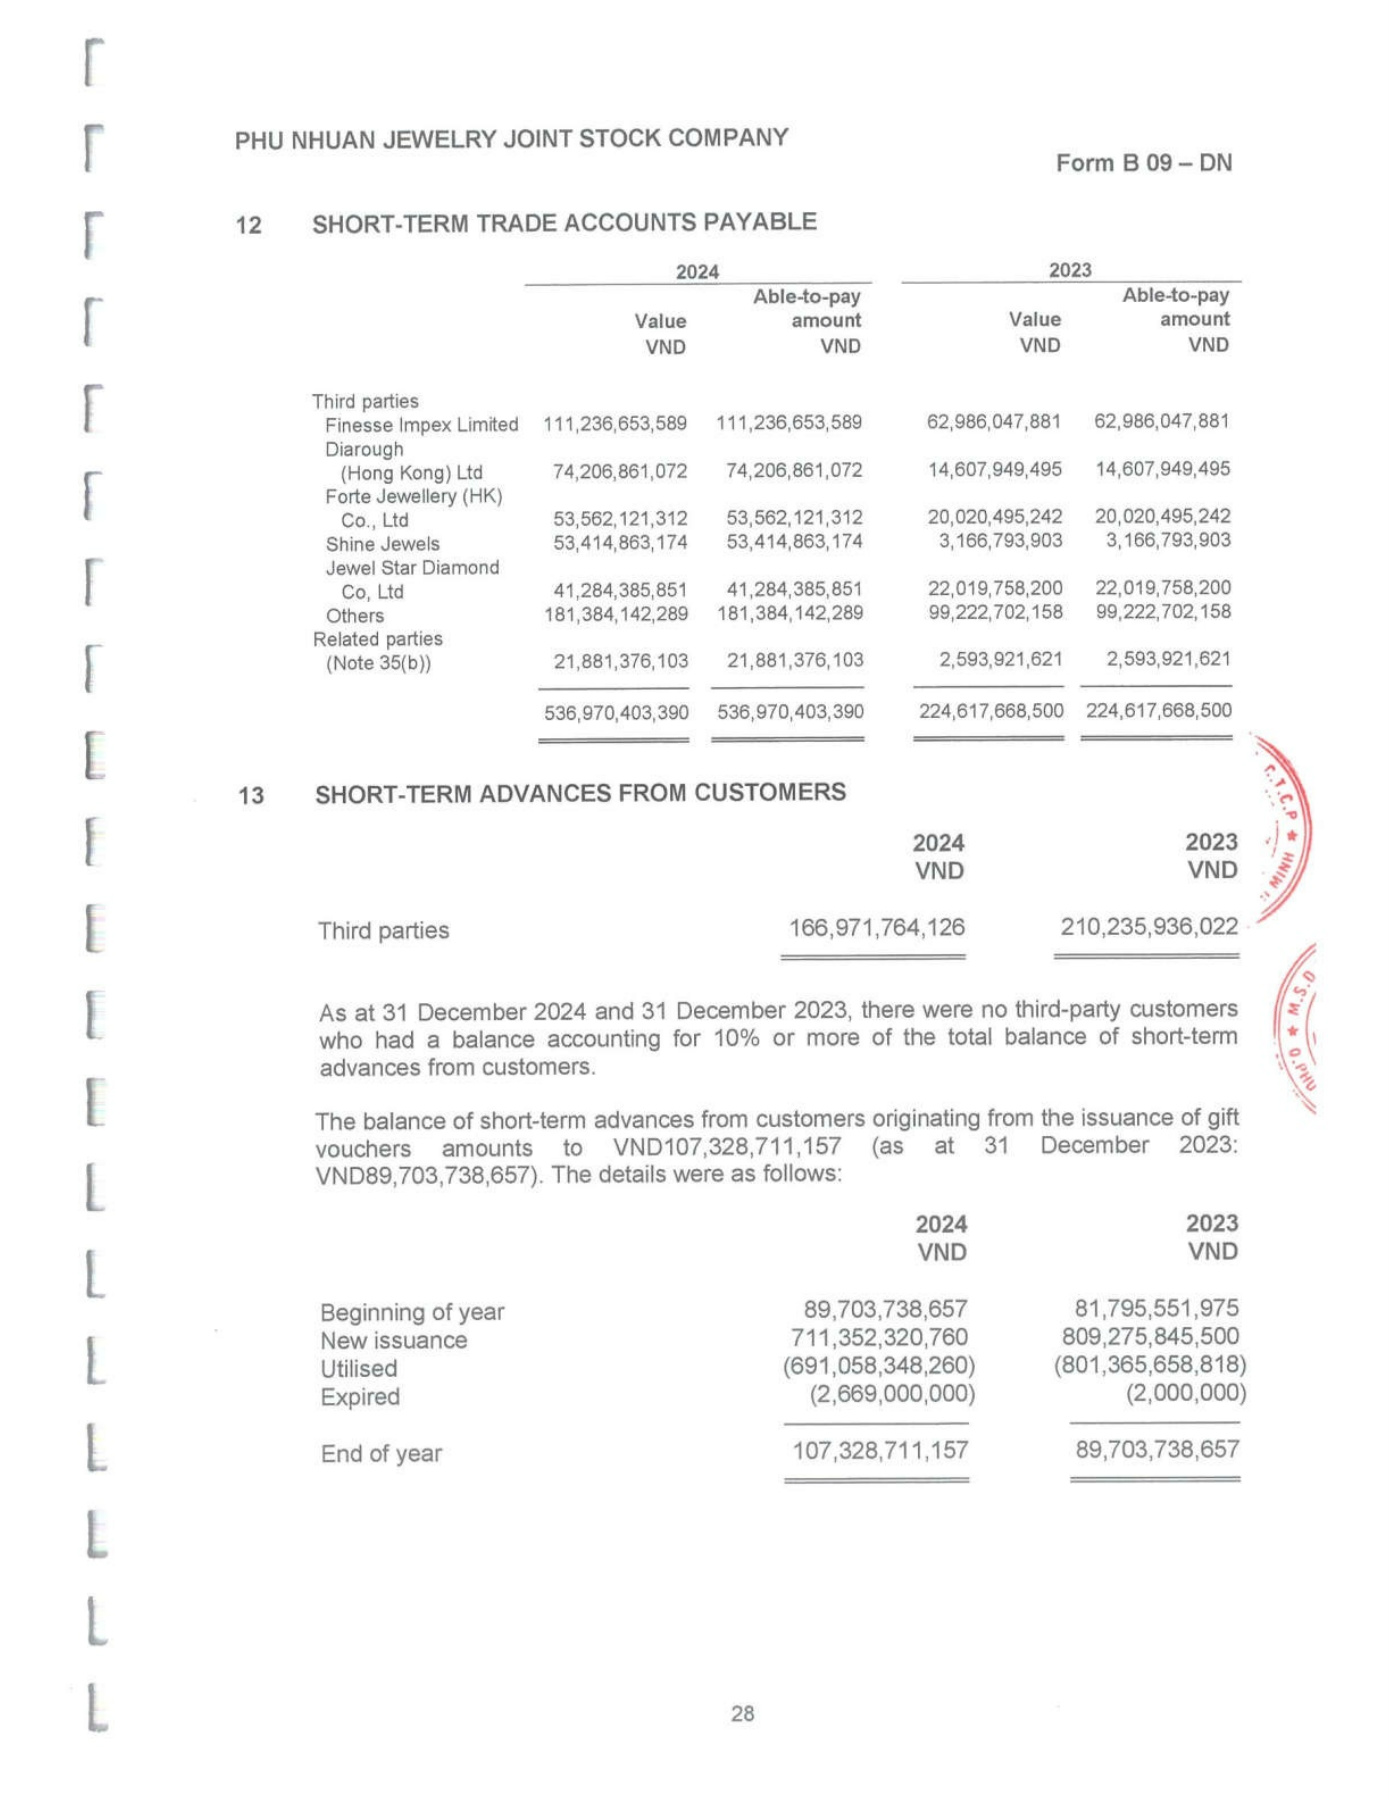 PHU NHUAN JEWELRY JOINT STOCK COMPANY
Form B 09 – DN
12 SHORT-TERM TRADE ACCOUNTS PAYABLE
2024 2023
Able-to-pay Able-to-pay
Value amount Value amount
VND VND VND VND
Third parties
Finesse Impex Limited 111,236,653,589 111,236,653,589 62,986,047,881 62,986,047,881
Diarough
(Hong Kong) Ltd 74,206,861,072 74,206,861,072 14,607,949,495 14,607,949,495
Forte Jewellery (HK)
Co., Ltd 53,562,121,312 53,562,121,312 20,020,495,242 20,020,495,242
Shine Jewels 53,414,863,174 53,414,863,174 3,166,793,903 3,166,793,903
Jewel Star Diamond
Co, Ltd 41,284,385,851 41,284,385,851 22,019,758,200 22,019,758,200
Others 181,384,142,289 181,384,142,289 99,222,702,158 99,222,702,158
Related parties
(Note 35(b)) 21,881,376,103 21,881,376,103 2,593,921,621 2,593,921,621
536,970,403,390 536,970,403,390 224,617,668,500 224,617,668,500
13 SHORT-TERM ADVANCES FROM CUSTOMERS
2024 2023
VND VND
Third parties 166,971,764,126 210,235,936,022
As at 31 December 2024 and 31 December 2023, there were no third-party customers
who had a balance accounting for 10% or more of the total balance of short-term
advances from customers.
The balance of short-term advances from customers originating from the issuance of gift
vouchers amounts to VND107,328,711,157 (as at 31 December 2023:
VND89,703,738,657). The details were as follows:
2024 2023
VND VND
Beginning of year 89,703,738,657 81,795,551,975
New issuance 711,352,320,760 809,275,845,500
Utilised (691,058,348,260) (801,365,658,818)
Expired (2,669,000,000) (2,000,000)
End of year 107,328,711,157 89,703,738,657
C.T.C.P ★
MINH
★ M.S.D
Q.PHU
28